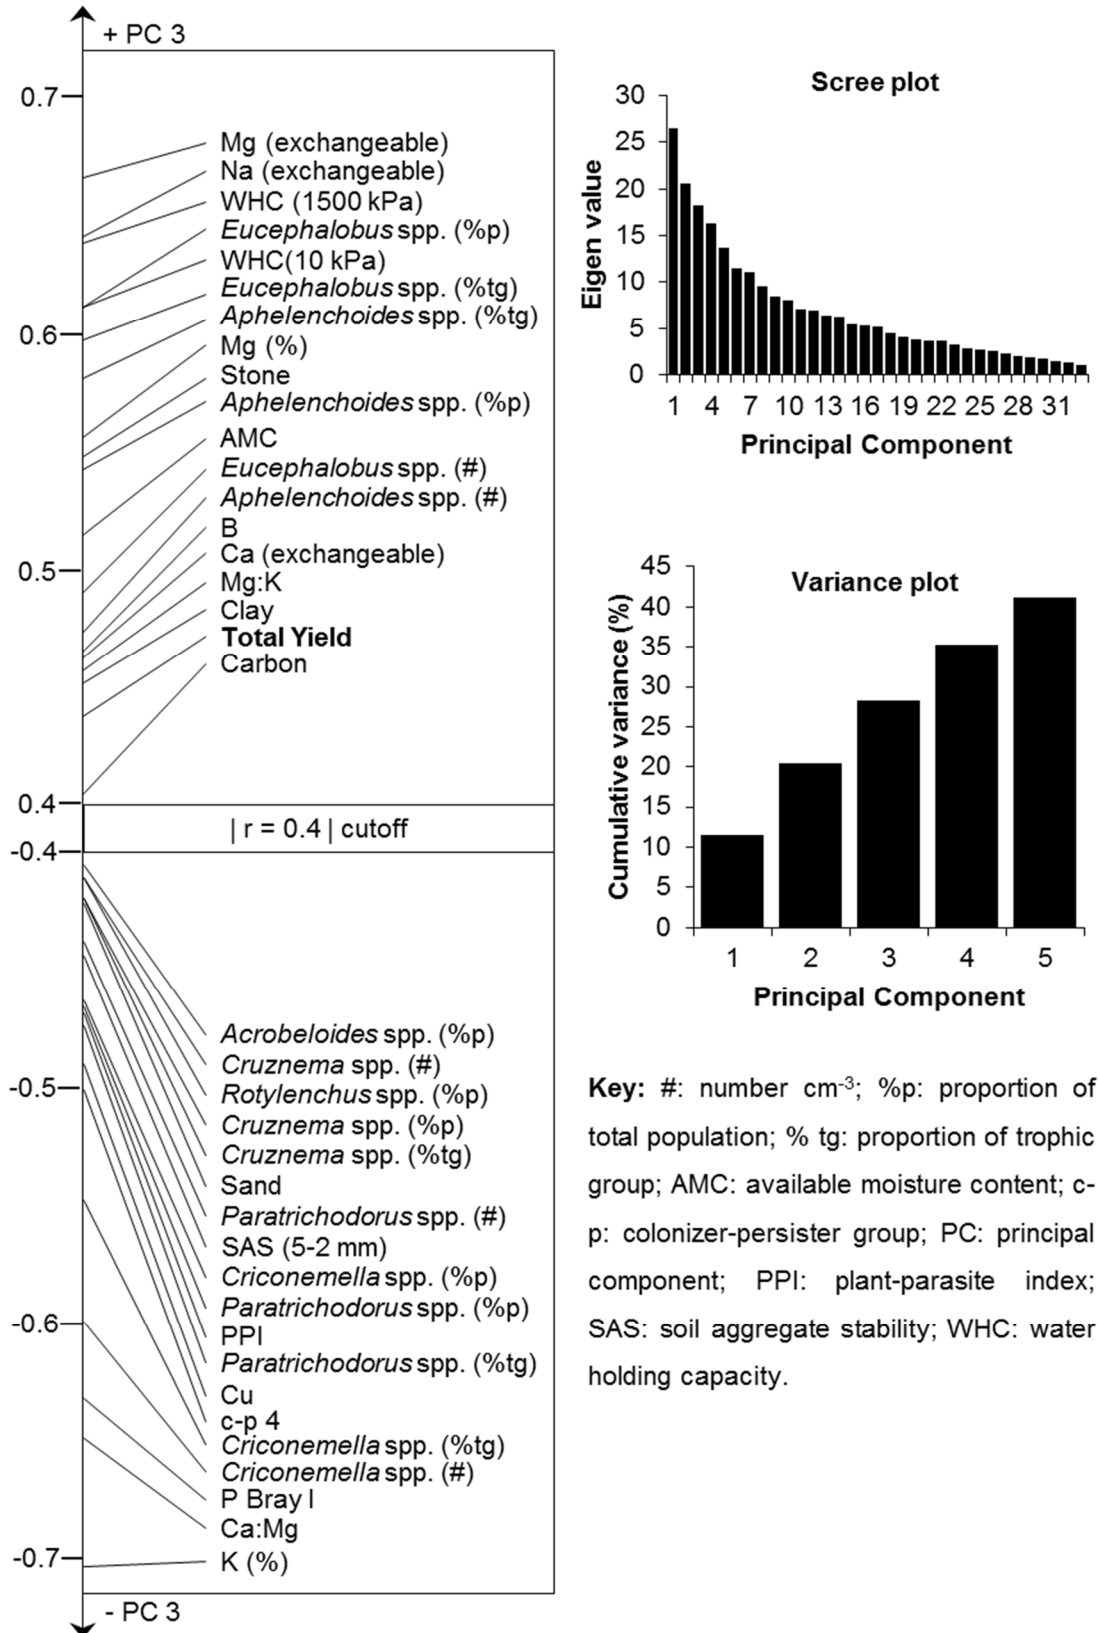 + PC 3
0.7
Mg (exchangeable)
Na (exchangeable)
WHC (1500 kPa)
Eucephalobus spp. (%p)
WHC(10 kPa)
Eucephalobus spp. (%tg)
Aphelenchoides spp. (%tg)
0.6
Mg (%)
Stone
Aphelenchoides spp. (%p)
AMC
Eucephalobus spp. (#)
Aphelenchoides spp. (#)
B
Ca (exchangeable)
0.5
Mg:K
Clay
Total Yield
Carbon
0.4
| r = 0.4 | cutoff
-0.4
Acrobeloides spp. (%p)
Cruznema spp. (#)
-0.5
Rotylenchus spp. (%p)
Cruznema spp. (%p)
Cruznema spp. (%tg)
Sand
Paratrichodorus spp. (#)
SAS (5-2 mm)
Criconemella spp. (%p)
Paratrichodorus spp. (%p)
-0.6
PPI
Paratrichodorus spp. (%tg)
Cu
c-p 4
Criconemella spp. (%tg)
Criconemella spp. (#)
P Bray I
Ca:Mg
-0.7
K (%)
- PC 3
Scree plot
Eigen value
30
25
20
15
10
5
0
1 4 7 10 13 16 19 22 25 28 31
Principal Component
Variance plot
Cumulative variance (%)
45
40
35
30
25
20
15
10
5
0
1 2 3 4 5
Principal Component
Key: #: number cm-3; %p: proportion of
total population; % tg: proportion of trophic
group; AMC: available moisture content; c-
p: colonizer-persister group; PC: principal
component; PPI: plant-parasite index;
SAS: soil aggregate stability; WHC: water
holding capacity.